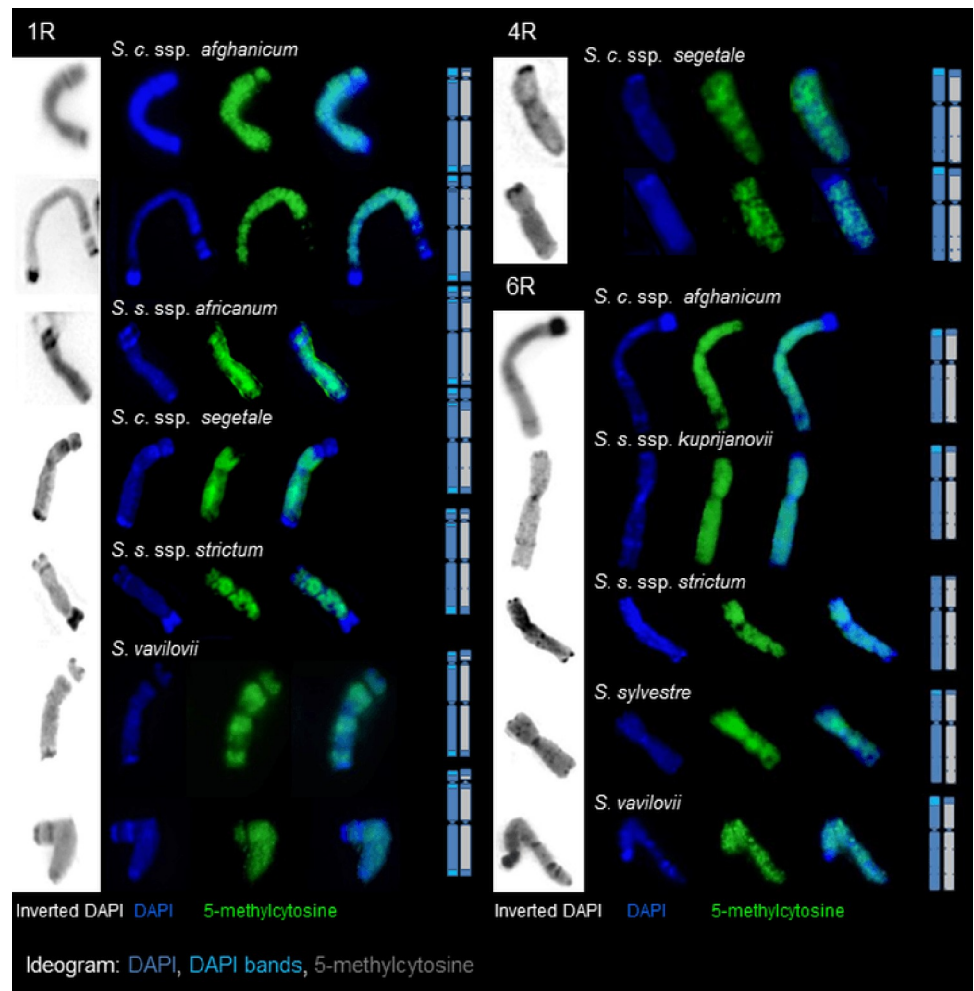 1R
S. c. ssp. afghanicum
S. s. ssp. africanum
S. c. ssp. segetale
S. s. ssp. strictum
S. vavilovii
Inverted DAPI DAPI 5-methylcytosine
4R
S. c. ssp. segetale
6R
S. c. ssp. afghanicum
S. s. ssp. kuprijanovii
S. s. ssp. strictum
S. sylvestre
S. vavilovii
Inverted DAPI DAPI 5-methylcytosine
Ideogram: DAPI, DAPI bands, 5-methylcytosine